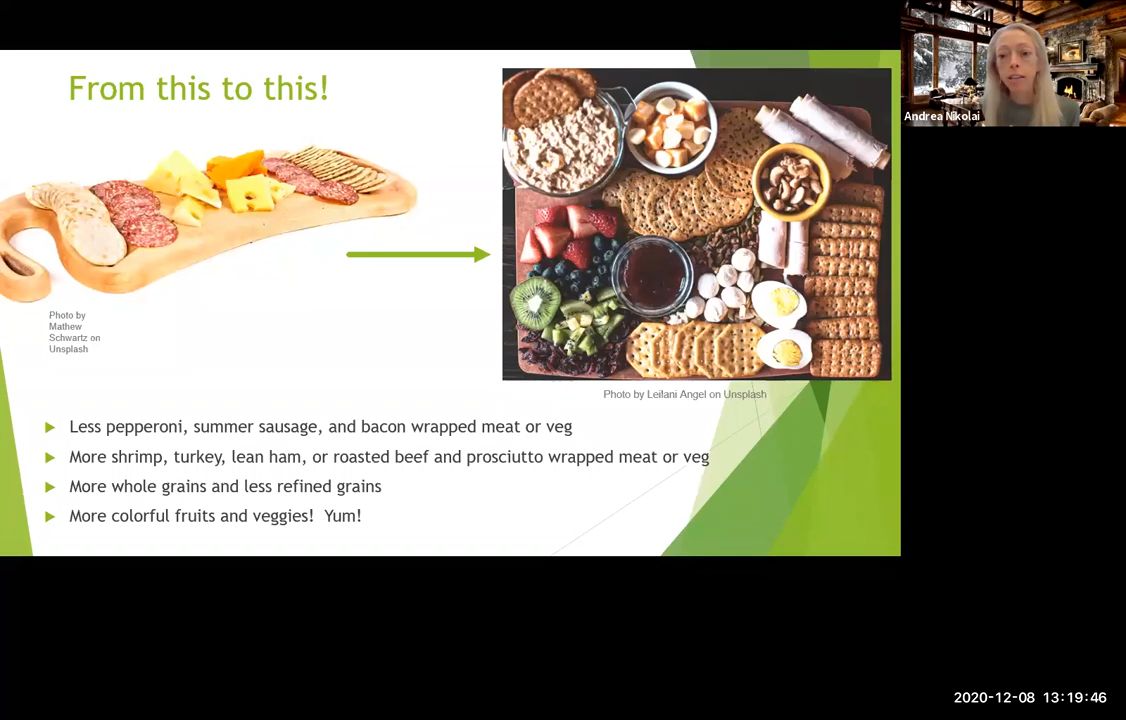 From this to this!
Andrea Nikolai
Photo by
Mathew
Schwartz on
Unsplash
Photo by Leilani Angel on Unsplash
Less pepperoni, summer sausage, and bacon wrapped meat or veg
More shrimp, turkey, lean ham, or roasted beef and prosciutto wrapped meat or veg
More whole grains and less refined grains
More colorful fruits and veggies!  Yum!
2020-12-08 13:19:46